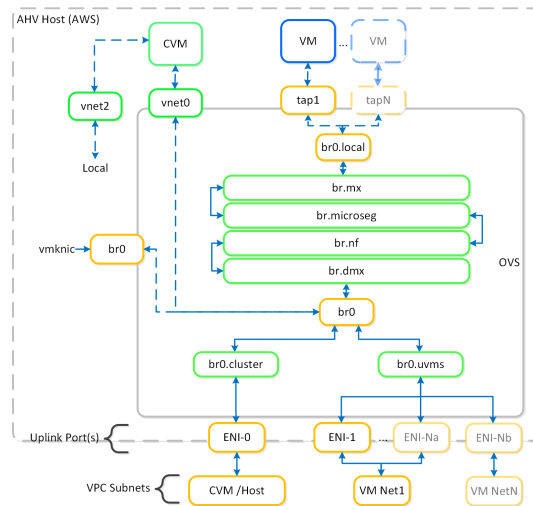 AHV Host (AWS)
CVM
VM
...
VM
vnet2
vnet0
tap1
tapN
Local
br0.local
br.mx
br.microseg
br.nf
br.dmx
OVS
vmknic
br0
br0
br0.cluster
br0.uvms
Uplink Port(s)
ENI-0
ENI-1
...
ENI-Na
ENI-Nb
VPC Subnets
CVM /Host
VM Net1
VM NetN